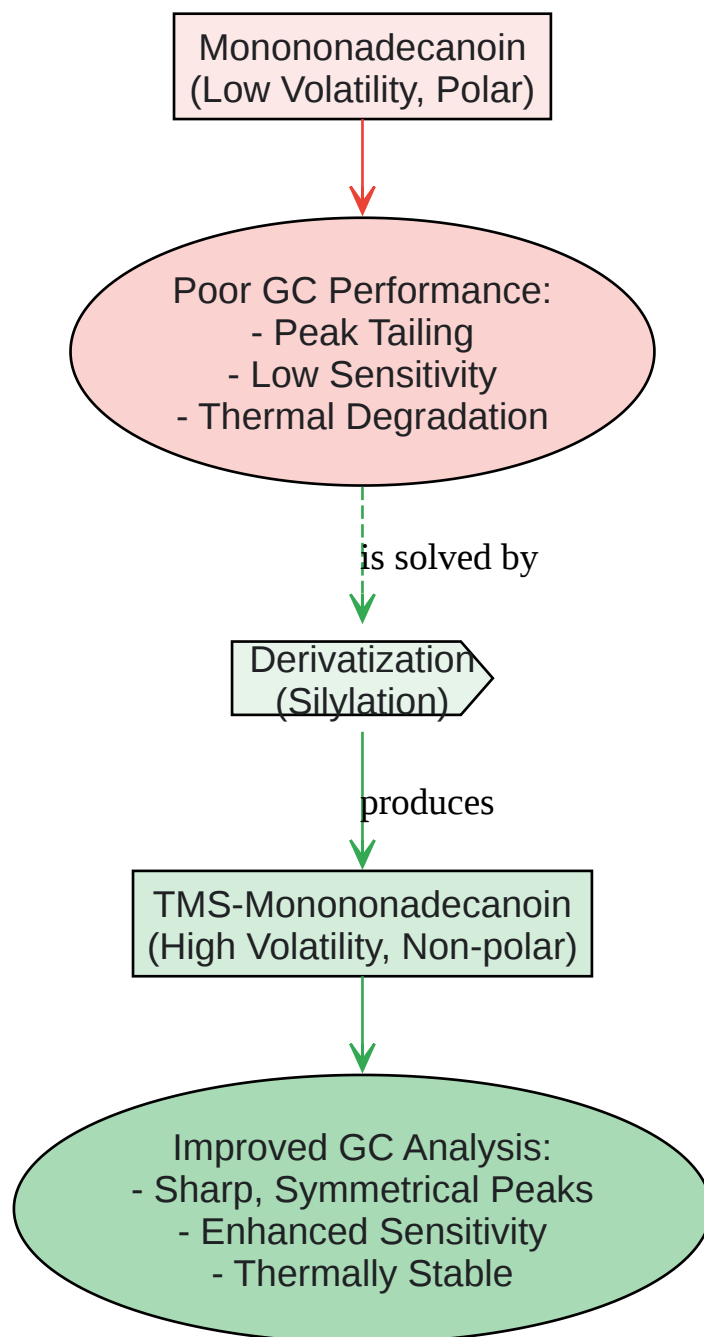 Monononadecanoin
(Low Volatility, Polar)
Poor GC Performance:
- Peak Tailing
- Low Sensitivity
- Thermal Degradation
is solved by
Derivatization
(Silylation)
produces
TMS-Monononadecanoin
(High Volatility, Non-polar)
Improved GC Analysis:
- Sharp, Symmetrical Peaks
- Enhanced Sensitivity
- Thermally Stable